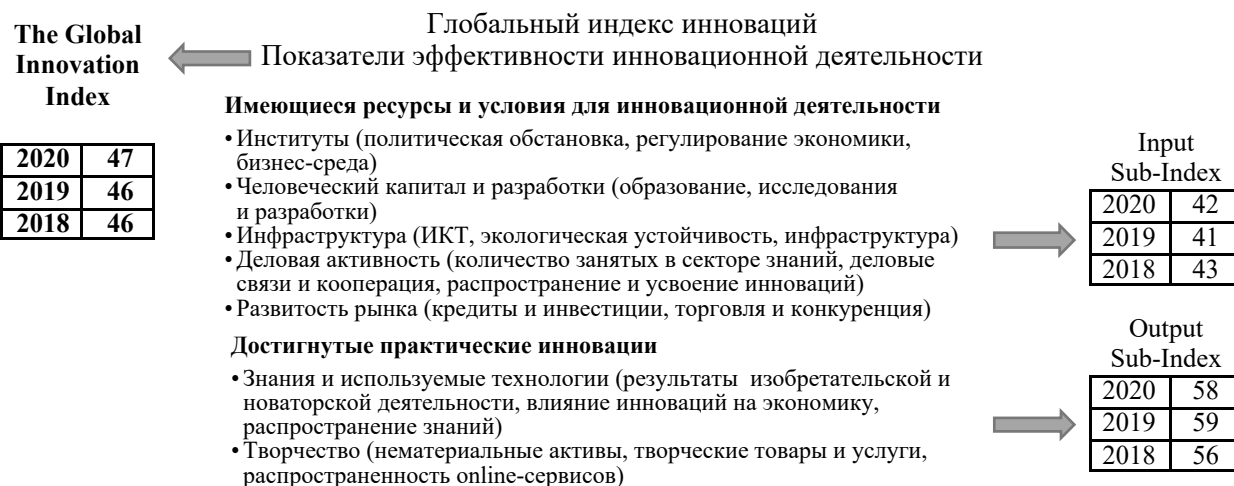 The Global
Innovation
Index
2020 47
2019 46
2018 46
Глобальный индекс инноваций
Показатели эффективности инновационной деятельности
Имеющиеся ресурсы и условия для инновационной деятельности
• Институты (политическая обстановка, регулирование экономики,
бизнес-среда)
• Человеческий капитал и разработки (образование, исследования
и разработки)
• Инфраструктура (ИКТ, экологическая устойчивость, инфраструктура)
• Деловая активность (количество занятых в секторе знаний, деловые
связи и кооперация, распространение и усвоение инноваций)
• Развитость рынка (кредиты и инвестиции, торговля и конкуренция)
Input
Sub-Index
2020 42
2019 41
2018 43
Достигнутые практические инновации
• Знания и используемые технологии (результаты изобретательской и
новаторской деятельности, влияние инноваций на экономику,
распространение знаний)
• Творчество (нематериальные активы, творческие товары и услуги,
распространенность online-сервисов)
Output
Sub-Index
2020 58
2019 59
2018 56